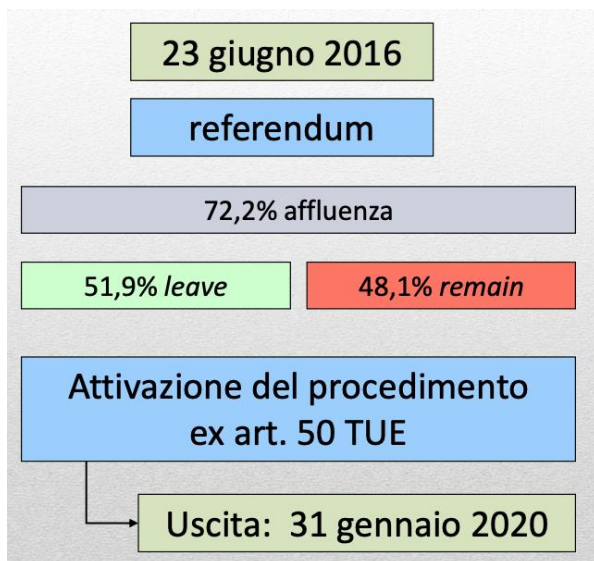 23 giugno 2016
referendum
72,2% affluenza
51,9% leave
48,1% remain
Attivazione del procedimento
ex art. 50 TUE
Uscita: 31 gennaio 2020